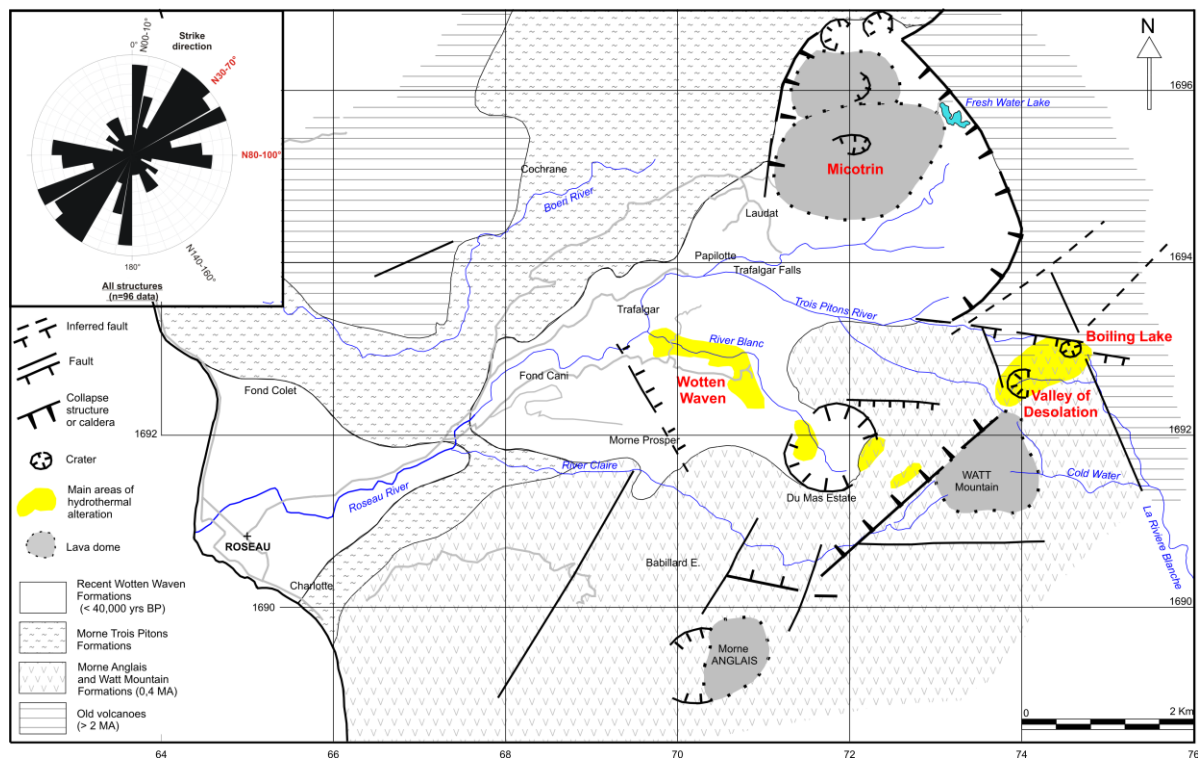 Strike
direction
0°
N00-10°
N30-70°
N80-100°
N140-160°
180°
All structures
(n=96 data)
Inferred fault
Fault
Collapse
structure
or caldera
Crater
Main areas of
hydrothermal
alteration
Lava dome
Recent Wotten Waven
Formations
(< 40,000 yrs BP)
Morne Trois Pitons
Formations
Morne Anglais
and Watt Mountain
Formations (0,4 MA)
Old volcanoes
(> 2 MA)
N
1696
Fresh Water Lake
Micotrin
Cochrane
Boeri River
Laudat
1694
Papilotte
Trafalgar Falls
Trafalgar
Trois Pitons River
Boiling Lake
River Blanc
Fond Cani
Wotten
Waven
Valley of
Desolation
Fond Colet
1692
Morne Prosper
River Claire
Du Mas Estate
WATT
Mountain
Cold Water
La Riviere Blanche
Roseau River
ROSEAU
Babillard E.
Charlotte
1690
Morne
ANGLAIS
0
2 Km
64
66
68
70
72
74
76